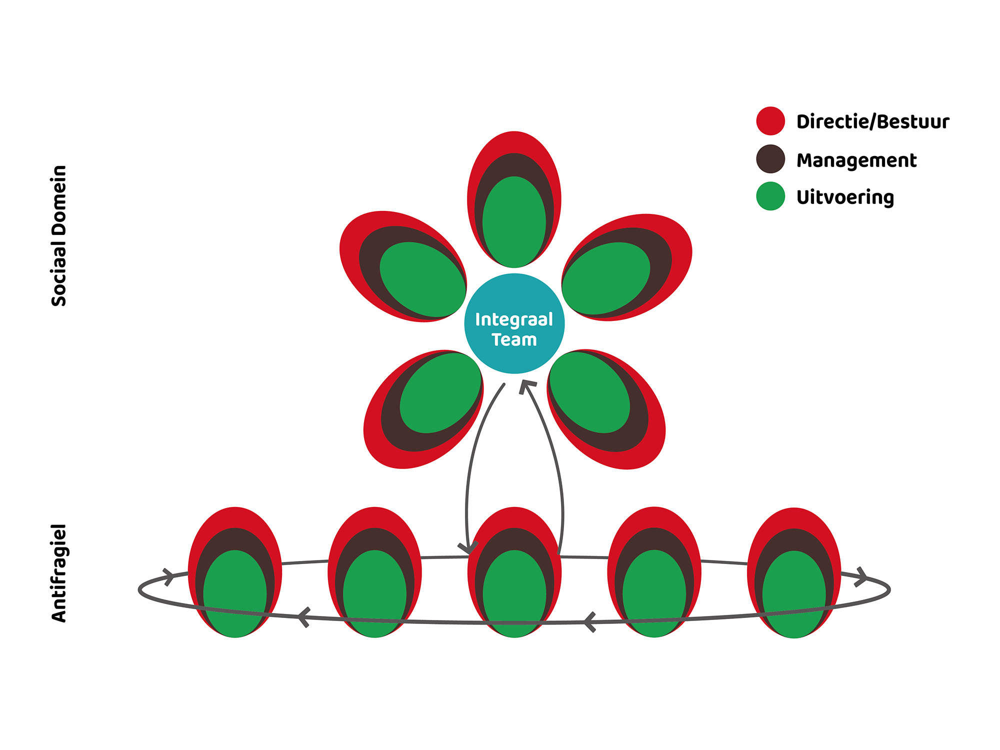 Directie/Bestuur
Management
Uitvoering
Sociaal Domein
Integraal
Team
Antifragiel